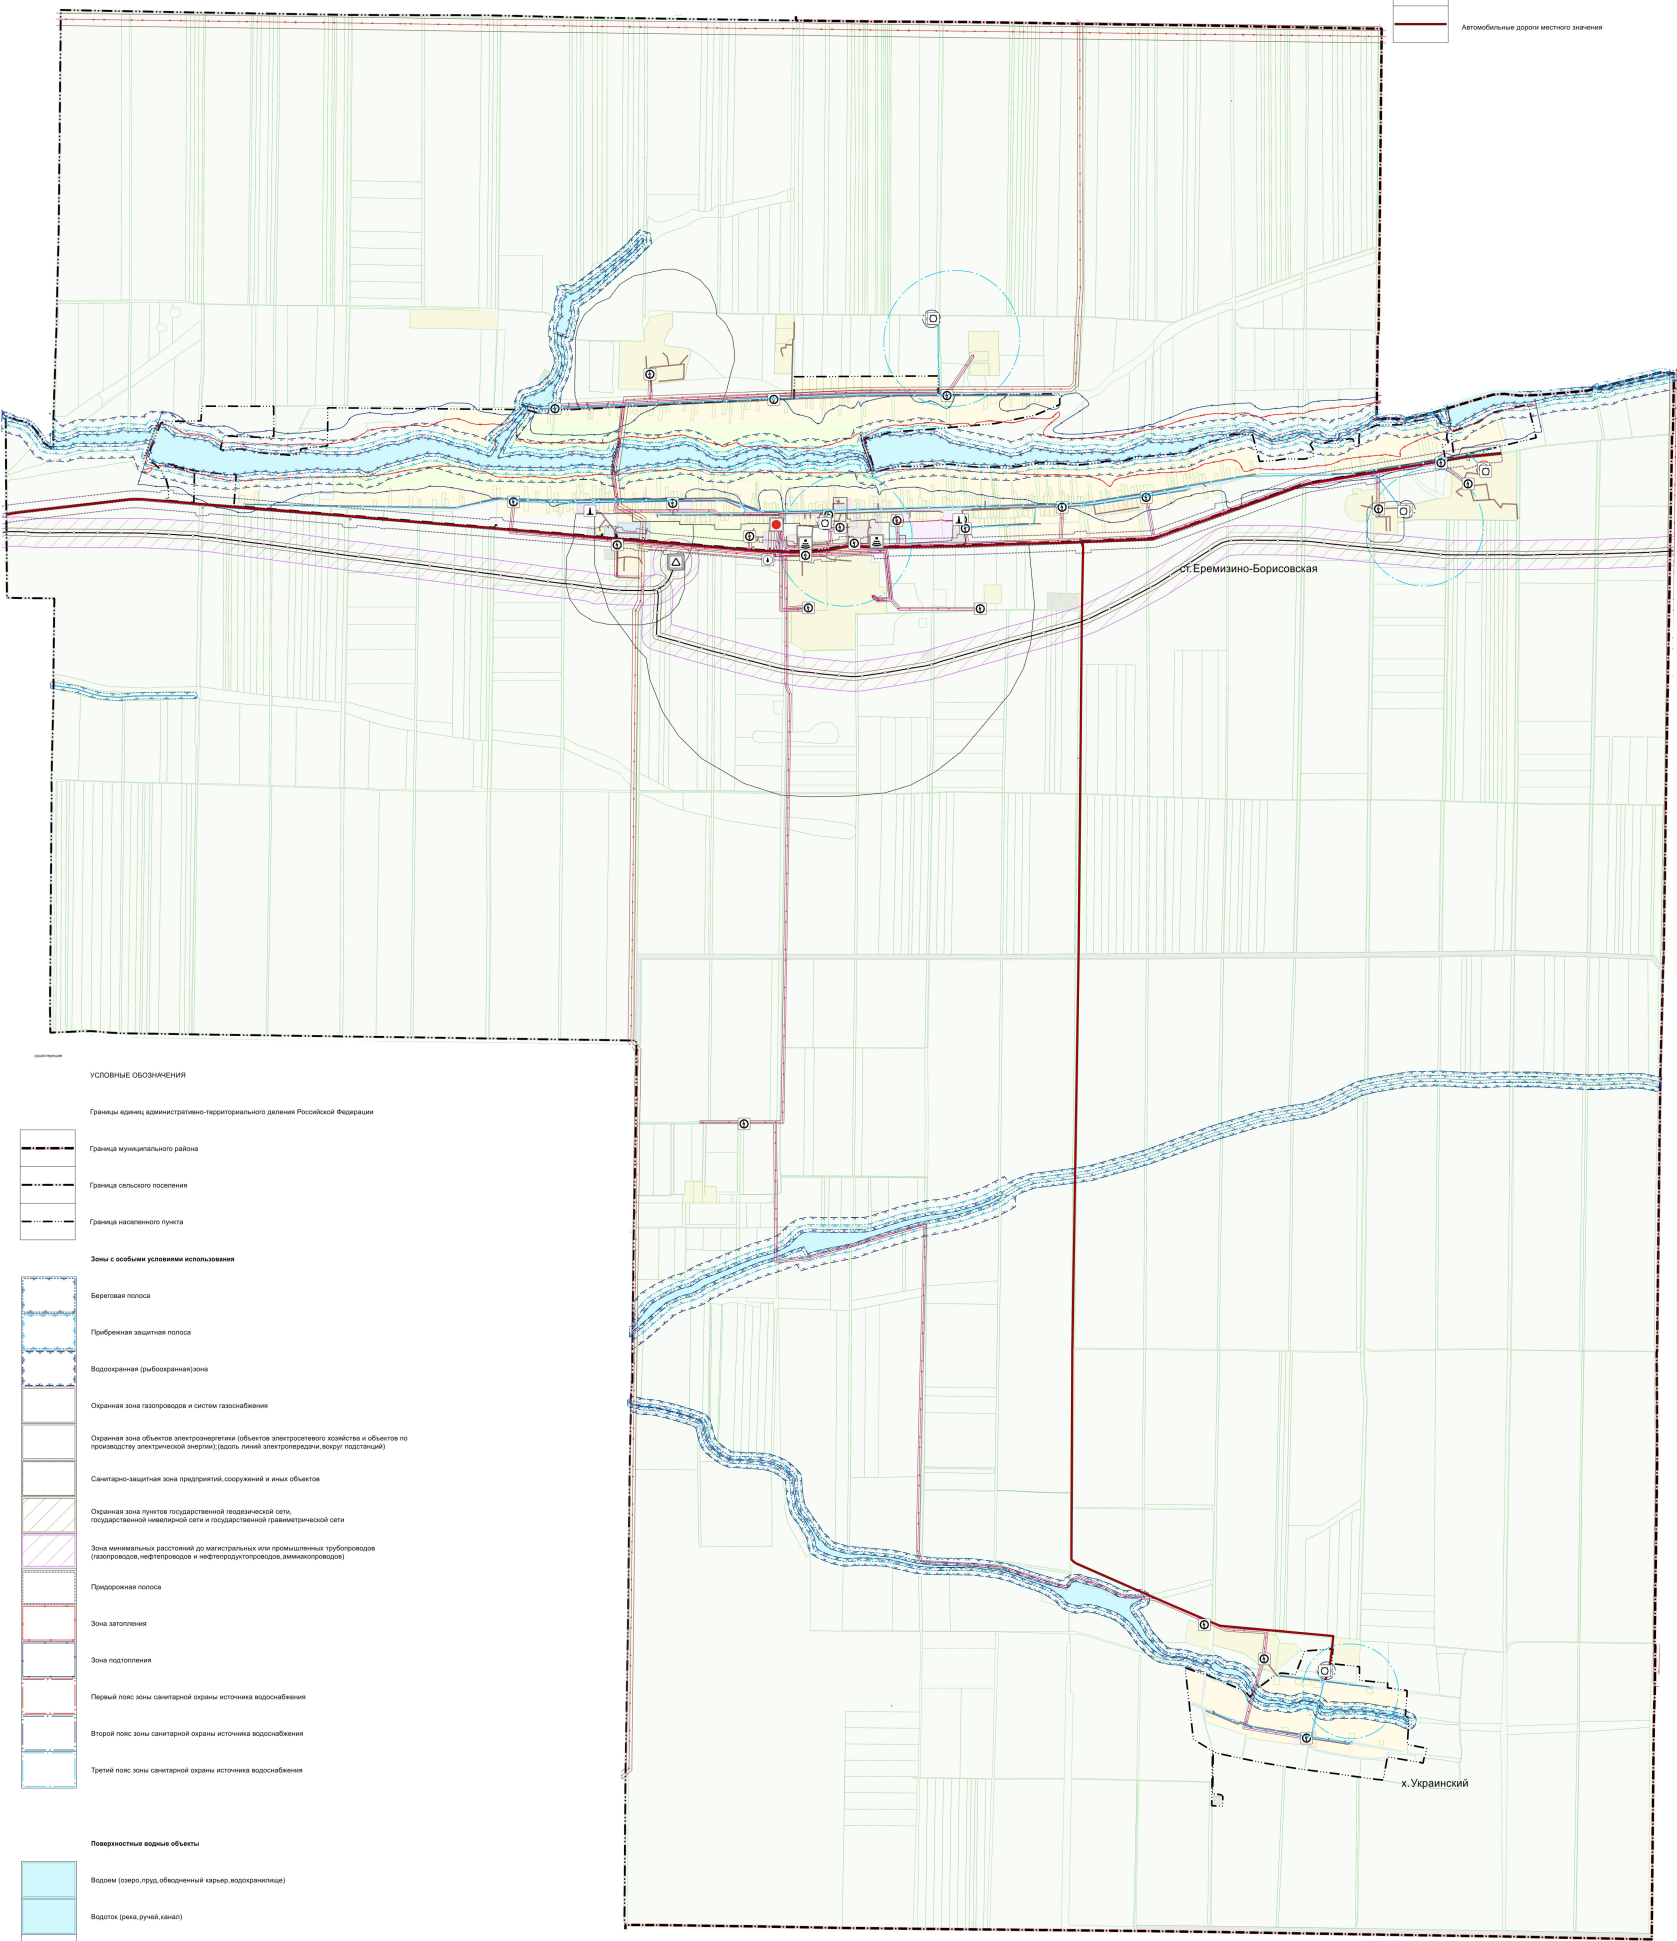 Автомобильные дороги местного значения
ст.Еремизино-Борисовская
существующие
УСЛОВНЫЕ ОБОЗНАЧЕНИЯ
Границы единиц административно-территориального деления Российской Федерации
Граница муниципального района
Граница сельского поселения
Граница населенного пункта
Зоны с особыми условиями использования
Береговая полоса
Прибрежная защитная полоса
Водоохранная (рыбоохранная)зона
Охранная зона газопроводов и систем газоснабжения
Охранная зона объектов электроэнергетики (объектов электросетевого хозяйства и объектов по
производству электрической энергии);(вдоль линий электропередачи,вокруг подстанций)
Санитарно-защитная зона предприятий,сооружений и иных объектов
Охранная зона пунктов государственной геодезической сети,
государственной нивелирной сети и государственной гравиметрической сети
Зона минимальных расстояний до магистральных или промышленных трубопроводов
(газопроводов,нефтепроводов и нефтепродуктопроводов,аммиакопроводов)
Придорожная полоса
Зона затопления
Зона подтопления
Первый пояс зоны санитарной охраны источника водоснабжения
Второй пояс зоны санитарной охраны источника водоснабжения
Третий пояс зоны санитарной охраны источника водоснабжения
х.Украинский
Поверхностные водные объекты
Водоем (озеро,пруд,обводненный карьер,водохранилище)
Водоток (река,ручей,канал)